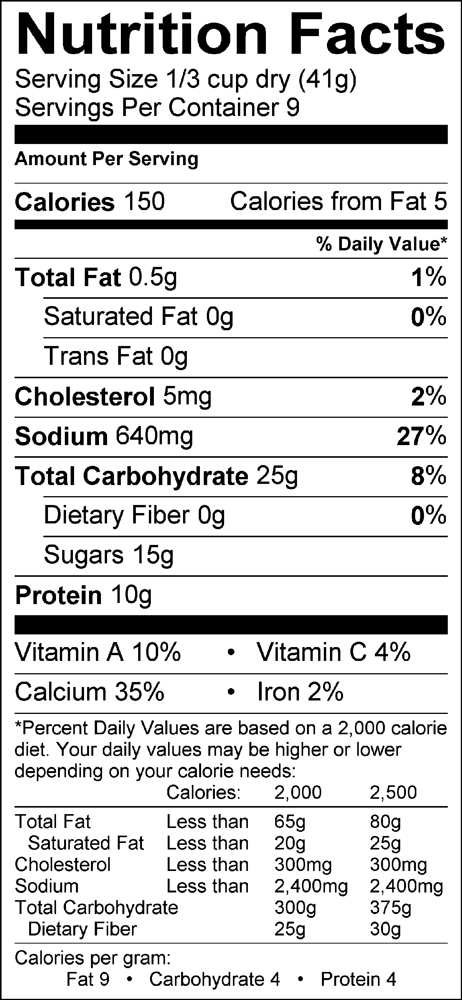 Nutrition Facts
Serving Size 1/3 cup dry (41g)
Servings Per Container 9
Amount Per Serving
Calories 150 Calories from Fat 5
% Daily Value*
Total Fat 0.5g 1%
Saturated Fat 0g 0%
Trans Fat 0g
Cholesterol 5mg 2%
Sodium 640mg 27%
Total Carbohydrate 25g 8%
Dietary Fiber 0g 0%
Sugars 15g
Protein 10g
Vitamin A 10% • Vitamin C 4%
Calcium 35% • Iron 2%
*Percent Daily Values are based on a 2,000 calorie
diet. Your daily values may be higher or lower
depending on your calorie needs:
Calories: 2,000 2,500
Total Fat Less than 65g 80g
Saturated Fat Less than 20g 25g
Cholesterol Less than 300mg 300mg
Sodium Less than 2,400mg 2,400mg
Total Carbohydrate 300g 375g
Dietary Fiber 25g 30g
Calories per gram:
Fat 9 • Carbohydrate 4 • Protein 4